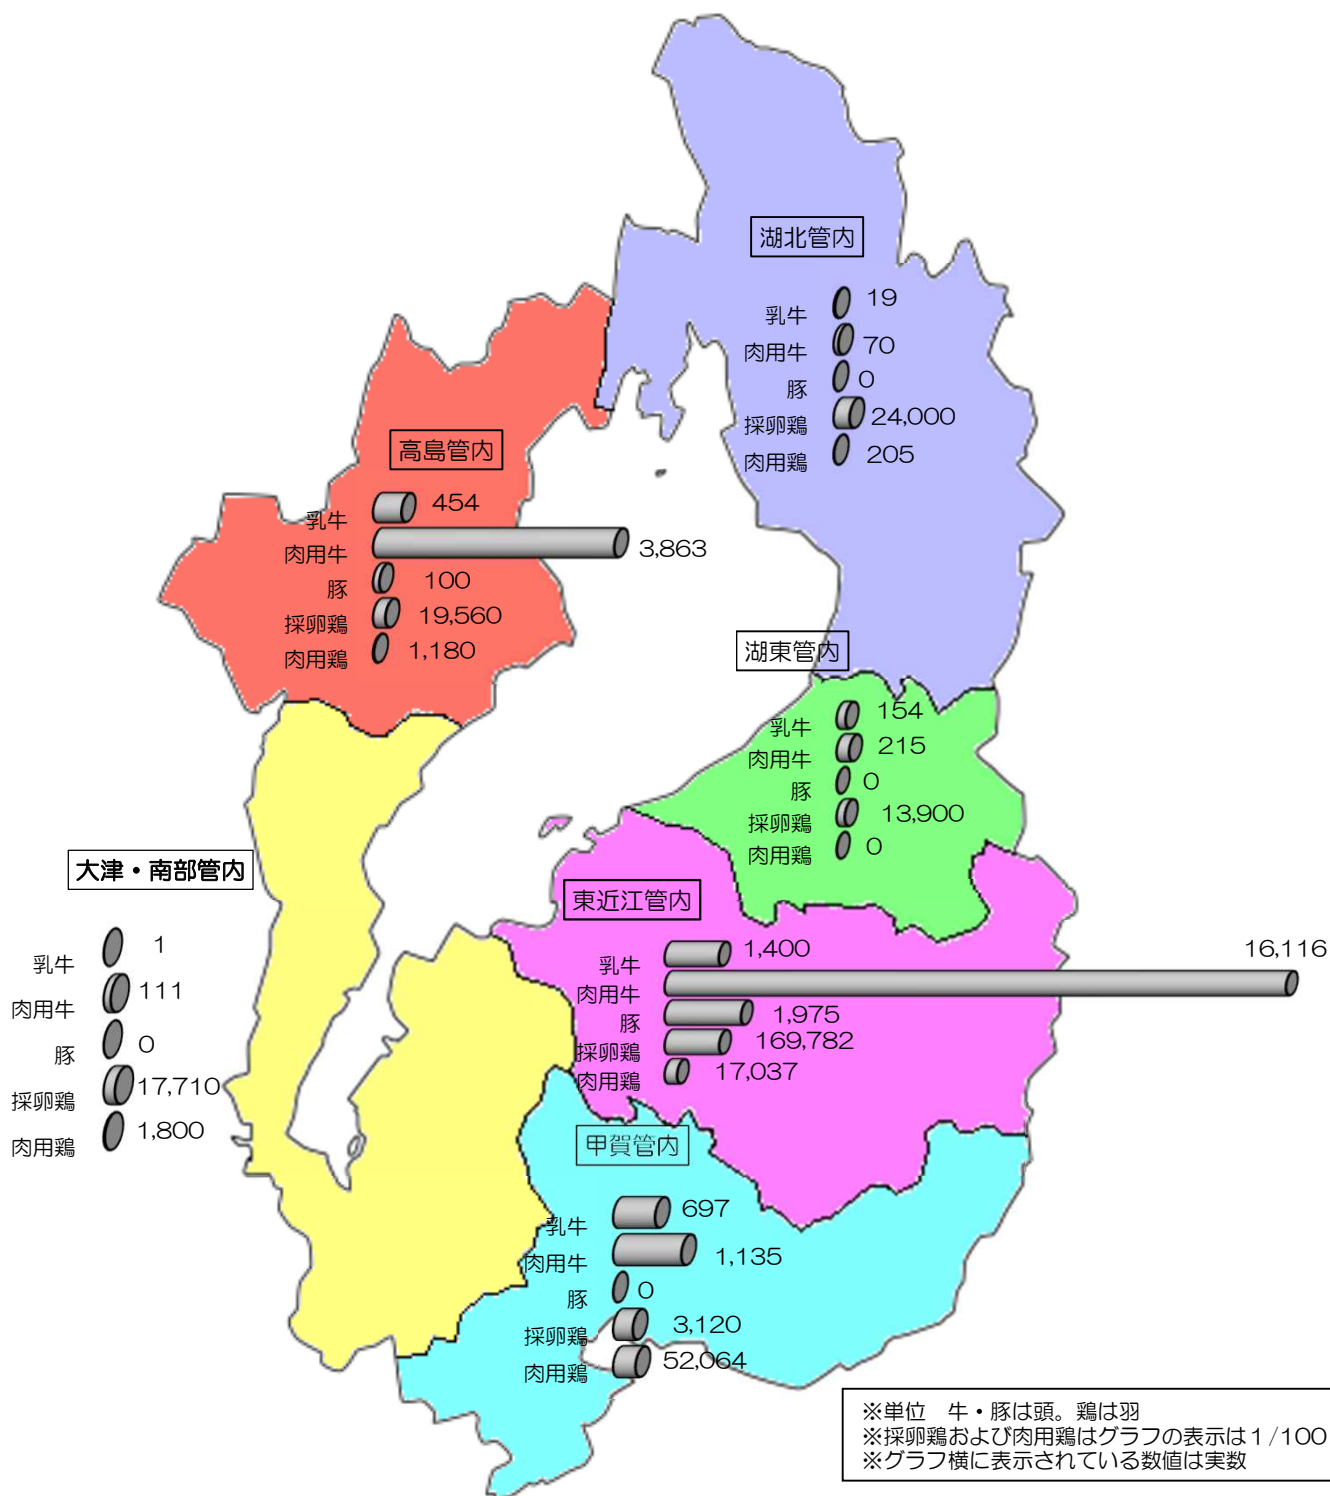 湖北管内
乳牛 19
肉用牛 70
豚 0
採卵鶏 24,000
肉用鶏 205
高島管内
乳牛 454
肉用牛 3,863
豚 100
採卵鶏 19,560
肉用鶏 1,180
湖東管内
乳牛 154
肉用牛 215
豚 0
採卵鶏 13,900
肉用鶏 0
大津・南部管内
乳牛 1
肉用牛 111
豚 0
採卵鶏 17,710
肉用鶏 1,800
東近江管内
乳牛 1,400
肉用牛 16,116
豚 1,975
採卵鶏 169,782
肉用鶏 17,037
甲賀管内
乳牛 697
肉用牛 1,135
豚 0
採卵鶏 3,120
肉用鶏 52,064
※単位 牛・豚は頭。鶏は羽
※採卵鶏および肉用鶏はグラフの表示は1/100
※グラフ横に表示されている数値は実数